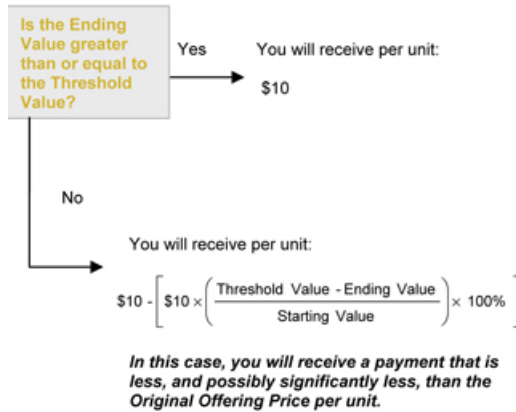 Is the Ending
Value greater
than or equal to
the Threshold
Value?
Yes
You will receive per unit:
$10
No
You will receive per unit:
$10 - [$10 × (Threshold Value - Ending Value / Starting Value) × 100%]
In this case, you will receive a payment that is
less, and possibly significantly less, than the
Original Offering Price per unit.